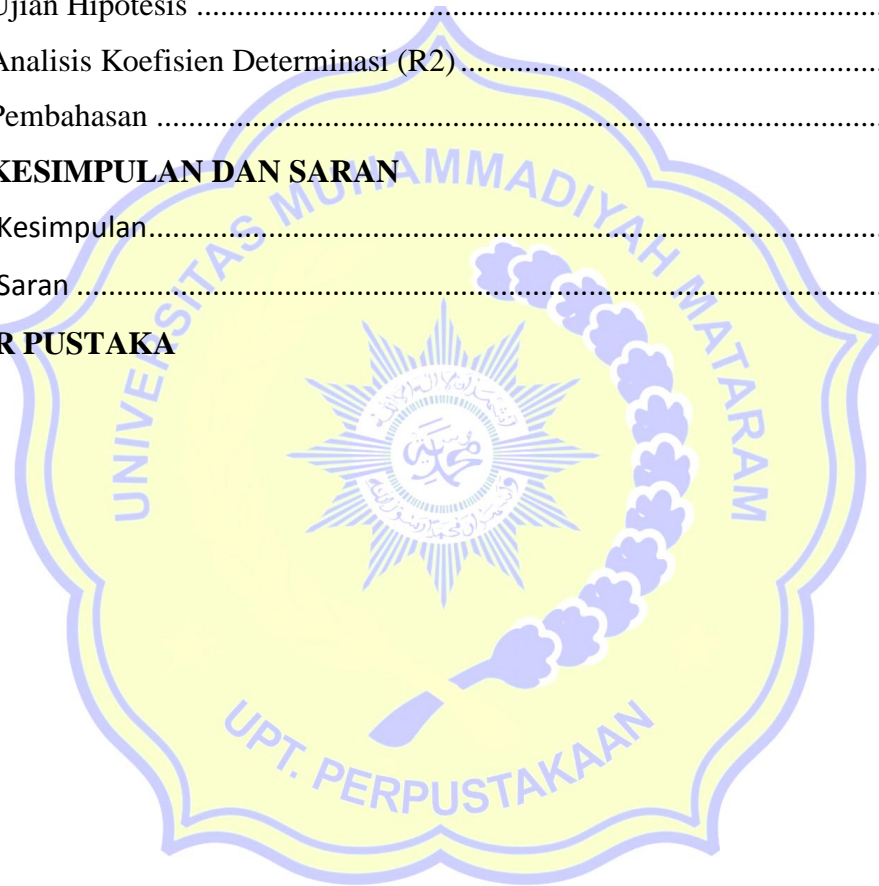 Ujian Hipotesis ........................................................................................
Analisis Koefisien Determinasi (R2) .....................................................
Pembahasan ............................................................................................
KESIMPULAN DAN SARAN
Kesimpulan.............................................................................................
Saran ......................................................................................................
R PUSTAKA
UNIVERSITAS MUHAMMADIYAH MATARAM
UPT. PERPUSTAKAAN